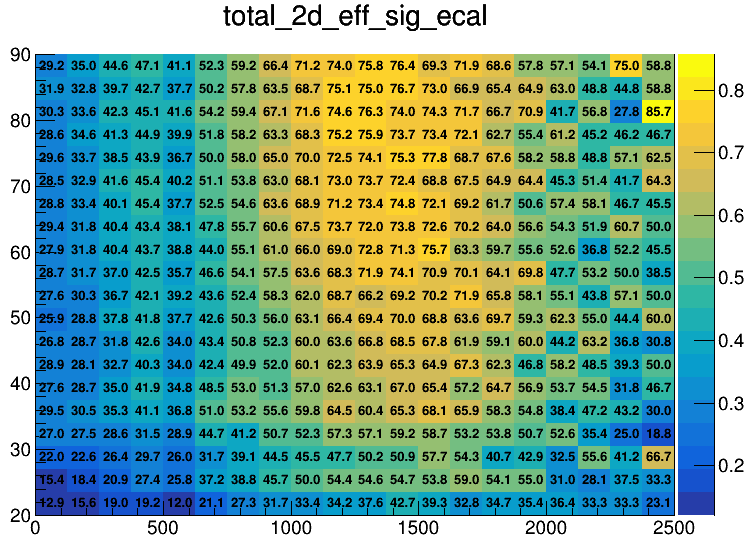 total_2d_eff_sig_ecal
90
29.2 35.0 44.6 47.1 41.1 52.3 59.2 66.4 71.2 74.0 75.8 76.4 69.3 71.9 68.6 57.8 57.1 54.1 75.0 58.8
31.9 32.8 39.7 42.7 37.7 50.2 57.8 63.5 68.7 75.1 75.0 76.7 73.0 66.9 65.4 64.9 63.0 48.8 44.8 58.8
0.8
80
30.3 33.6 42.3 45.1 41.6 54.2 59.4 67.1 71.6 74.6 76.3 74.0 74.3 71.7 66.7 70.9 41.7 56.8 27.8 85.7
28.6 34.6 41.3 44.9 39.9 51.8 58.2 63.3 68.3 75.2 75.9 73.7 73.4 72.1 62.7 55.4 61.2 45.2 46.2 46.7
0.7
29.6 33.7 38.5 43.9 36.7 50.0 58.0 65.0 70.0 72.5 74.1 75.3 77.8 68.7 67.6 58.2 58.8 48.8 57.1 62.5
70
28.5 32.9 41.6 45.4 40.2 51.1 53.8 63.0 68.1 73.0 73.7 72.4 68.8 67.5 64.9 64.4 45.3 51.4 41.7 64.3
28.8 33.4 40.1 45.4 37.7 52.5 54.6 63.6 68.9 71.2 73.4 74.8 72.1 69.2 61.7 50.6 57.4 58.1 46.7 45.5
0.6
29.4 31.8 40.4 43.4 38.1 47.8 55.7 60.6 67.5 73.7 72.0 73.8 72.6 70.2 64.0 56.6 54.3 51.9 60.7 50.0
60
27.9 31.8 40.4 43.7 38.8 44.0 55.1 61.0 66.0 69.0 72.8 71.3 75.7 63.3 59.7 55.6 52.6 36.8 52.2 45.5
28.7 31.7 37.0 42.5 35.7 46.6 54.1 57.5 63.6 68.3 71.9 74.1 70.9 70.1 64.1 69.8 47.7 53.2 50.0 38.5
0.5
27.6 30.3 36.7 42.1 39.2 43.6 52.4 58.3 62.0 68.7 66.2 69.2 70.2 71.9 65.8 58.1 55.1 43.8 57.1 50.0
50
25.9 28.8 37.8 41.8 37.7 42.6 50.3 56.0 63.1 66.4 69.4 70.0 68.8 63.6 69.7 59.3 62.3 55.0 44.4 60.0
26.8 28.7 31.8 42.6 34.0 43.4 50.8 52.3 60.0 63.6 66.8 68.5 67.8 61.9 59.1 60.0 44.2 63.2 36.8 30.8
0.4
28.9 28.1 32.7 40.3 34.0 42.4 49.9 52.0 60.1 62.3 63.9 65.3 64.9 67.3 62.3 46.8 58.2 48.5 39.3 50.0
40
27.6 28.7 35.0 41.9 34.8 48.5 53.0 51.3 57.0 62.6 63.1 67.0 65.4 57.2 64.7 56.9 53.7 54.5 31.8 46.7
29.5 30.5 35.3 41.1 36.8 51.0 53.2 55.6 59.8 64.5 60.4 65.3 68.1 65.9 58.3 54.8 38.4 47.2 43.2 30.0
0.3
27.0 27.5 28.6 31.5 28.9 44.7 41.2 50.7 52.3 57.3 57.1 59.2 58.7 53.2 53.8 50.7 52.6 35.4 25.0 18.8
30
22.0 22.6 26.4 29.7 26.0 31.7 39.1 44.5 45.5 47.7 50.2 50.9 57.7 54.3 40.7 42.9 32.5 55.6 41.2 66.7
0.2
15.4 18.4 20.9 27.4 25.8 37.2 38.8 45.7 50.0 54.4 54.6 54.7 53.8 59.0 54.1 55.0 31.0 28.1 37.5 33.3
12.9 15.6 19.0 19.2 12.0 21.1 27.3 31.7 33.4 34.2 37.6 42.7 39.3 32.8 34.7 35.4 36.4 33.3 33.3 23.1
20
0 500 1000 1500 2000 2500